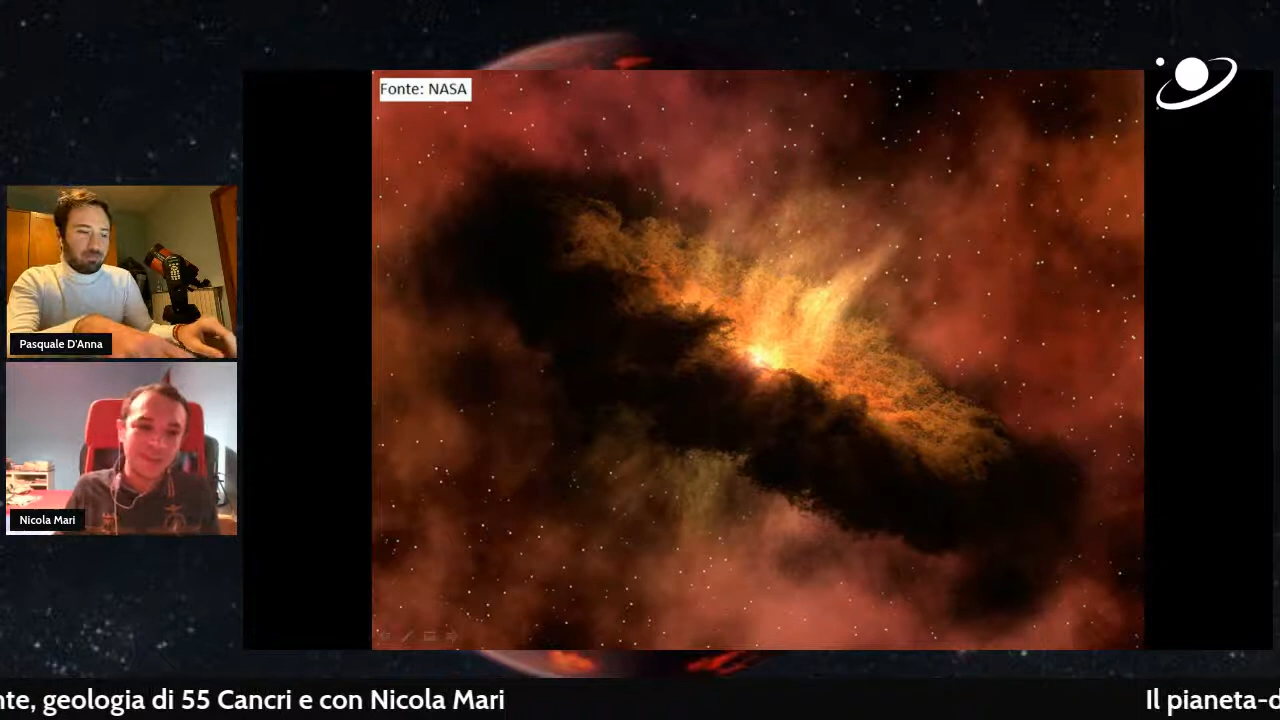 Fonte: NASA
Pasquale D'Anna
Nicola Mari
nte, geologia di 55 Cancri e con Nicola Mari
Il pianeta-d